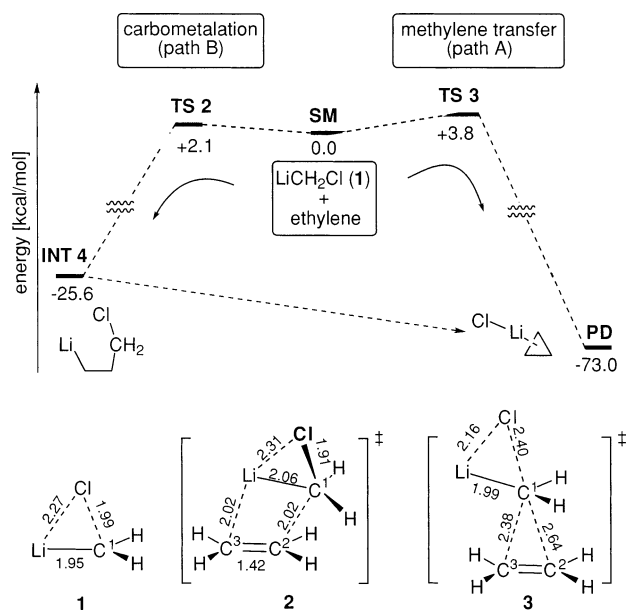 carbometalation
(path B)
methylene transfer
(path A)
energy [kcal/mol]
TS 2
+2.1
SM
0.0
TS 3
+3.8
LiCH2Cl (1)
+
ethylene
INT 4
-25.6
Cl
Li
CH2
Cl
Li
PD
-73.0
Cl
2.27
1.99
Li
C1
H
H
1.95
1
‡
Cl
2.31
1.91
H
Li
2.06
C1
H
2.02
2.02
H
H
C3
C2
H
H
1.42
2
‡
Cl
2.16
2.40
Li
1.99
C1
H
H
2.38
2.64
H
H
C3
C2
H
H
3